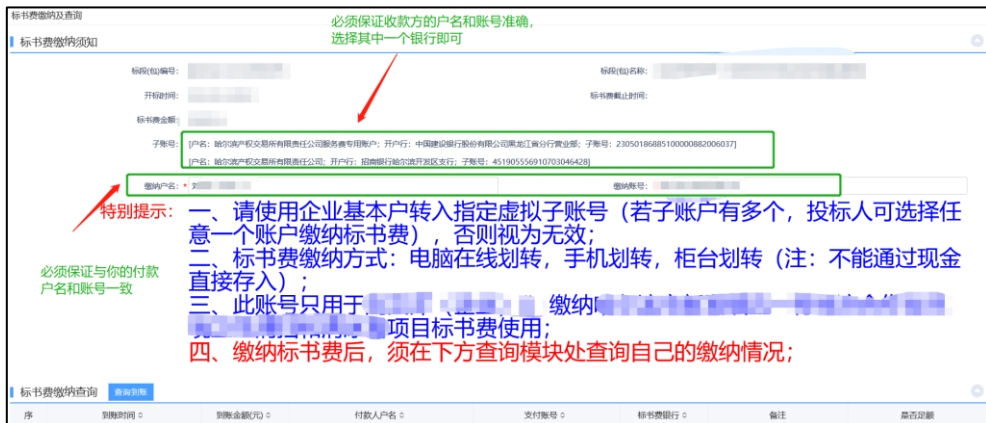 标书费缴纳及查询
必须保证收款方的户名和账号准确，
选择其中一个银行即可
标书费缴纳须知
标段(包)编号：
标段(包)名称：
开标时间：
标书费截止时间：
标书费金额：
子账号：
[户名：哈尔滨产权交易所有限责任公司服务费专用账户；开户行：中国建设银行股份有限公司黑龙江省分行营业部；子账号：23050186885100000882006037]
[户名：哈尔滨产权交易所有限责任公司；开户行：招商银行哈尔滨开发区支行；子账号：451905556910703046428]
缴纳户名：*
缴纳账号：
必须保证与你的付款
户名和账号一致
特别提示：
一、请使用企业基本户转入指定虚拟子账号（若子账户有多个，投标人可选择任
意一个账户缴纳标书费），否则视为无效；
二、标书费缴纳方式：电脑在线划转，手机划转，柜台划转（注：不能通过现金
直接存入）；
三、此账号只用于 缴纳
项目标书费使用；
四、缴纳标书费后，须在下方查询模块处查询自己的缴纳情况；
标书费缴纳查询 查询到账
序 到账时间 到账金额(元) 付款人户名 支付账号 标书费银行 备注 是否足额